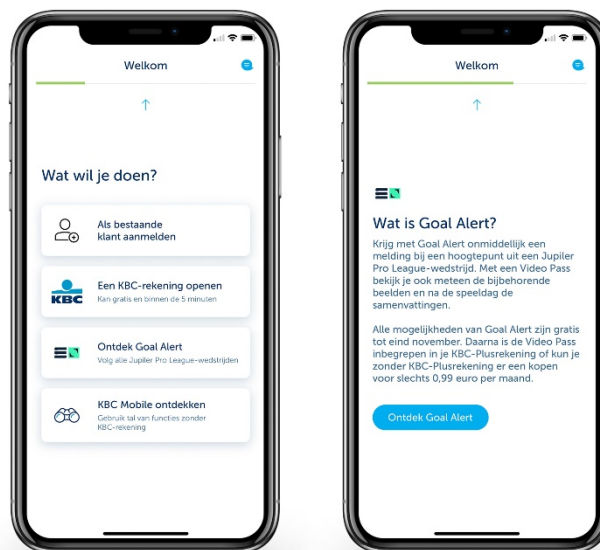 Welkom
Wat wil je doen?
Als bestaande
klant aanmelden
KBC
Een KBC-rekening openen
Kan gratis en binnen de 5 minuten
Ontdek Goal Alert
Volg alle Jupiler Pro League-wedstrijden
KBC Mobile ontdekken
Gebruik tal van functies zonder
KBC-rekening
Welkom
Wat is Goal Alert?
Krijg met Goal Alert onmiddellijk een
melding bij een hoogtepunt uit een Jupiler
Pro League-wedstrijd. Met een Video Pass
bekijk je ook meteen de bijbehorende
beelden en na de speeldag de
samenvattingen.
Alle mogelijkheden van Goal Alert zijn gratis
tot eind november. Daarna is de Video Pass
inbegrepen in je KBC-Plusrekening of kun je
zonder KBC-Plusrekening er een kopen
voor slechts 0,99 euro per maand.
Ontdek Goal Alert